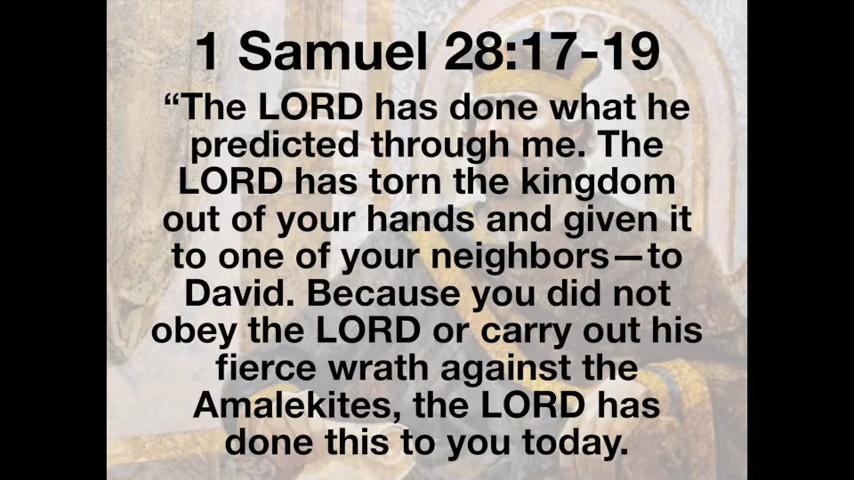 1 Samuel 28:17-19
“The LORD has done what he
predicted through me. The
LORD has torn the kingdom
out of your hands and given it
to one of your neighbors—to
David. Because you did not
obey the LORD or carry out his
fierce wrath against the
Amalekites, the LORD has
done this to you today.